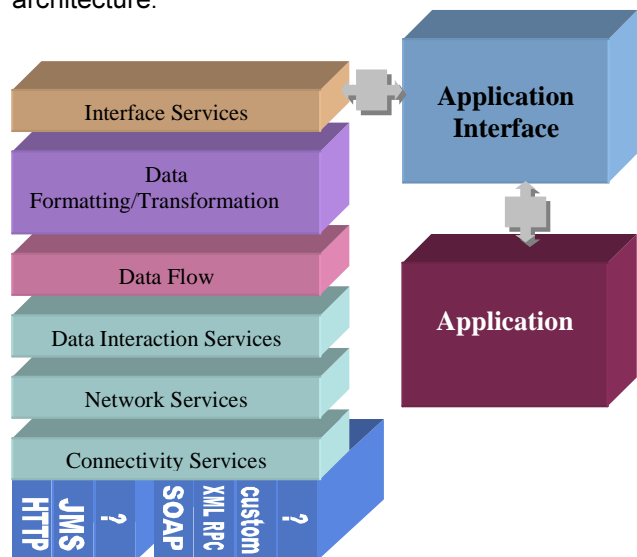 architecture.
Interface Services
Application
Interface
Data
Formatting/Transformation
Data Flow
Application
Data Interaction Services
Network Services
Connectivity Services
HTTP
JMS
?
SOAP
XML RPC
custom
?